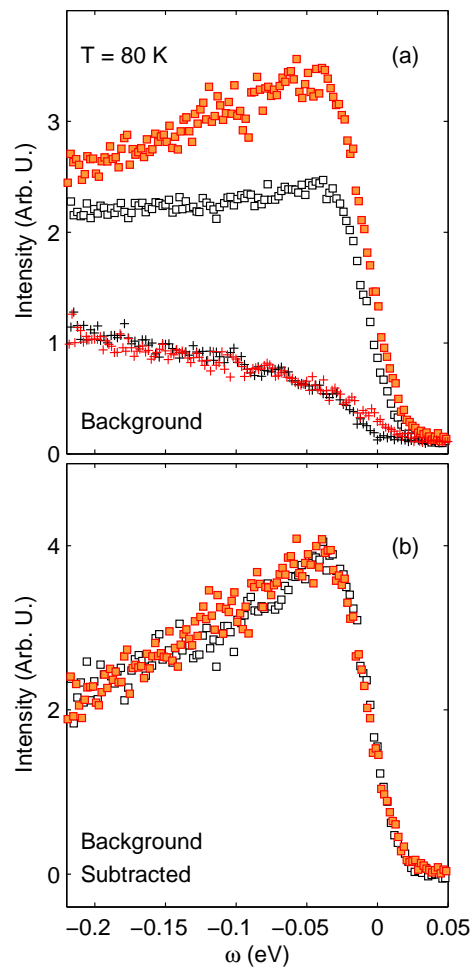 T = 80 K
(a)
3
2
1
0
Intensity (Arb. U.)
Background
(b)
4
2
0
Intensity (Arb. U.)
Background
Subtracted
−0.2
−0.15
−0.1
−0.05
0
0.05
ω (eV)